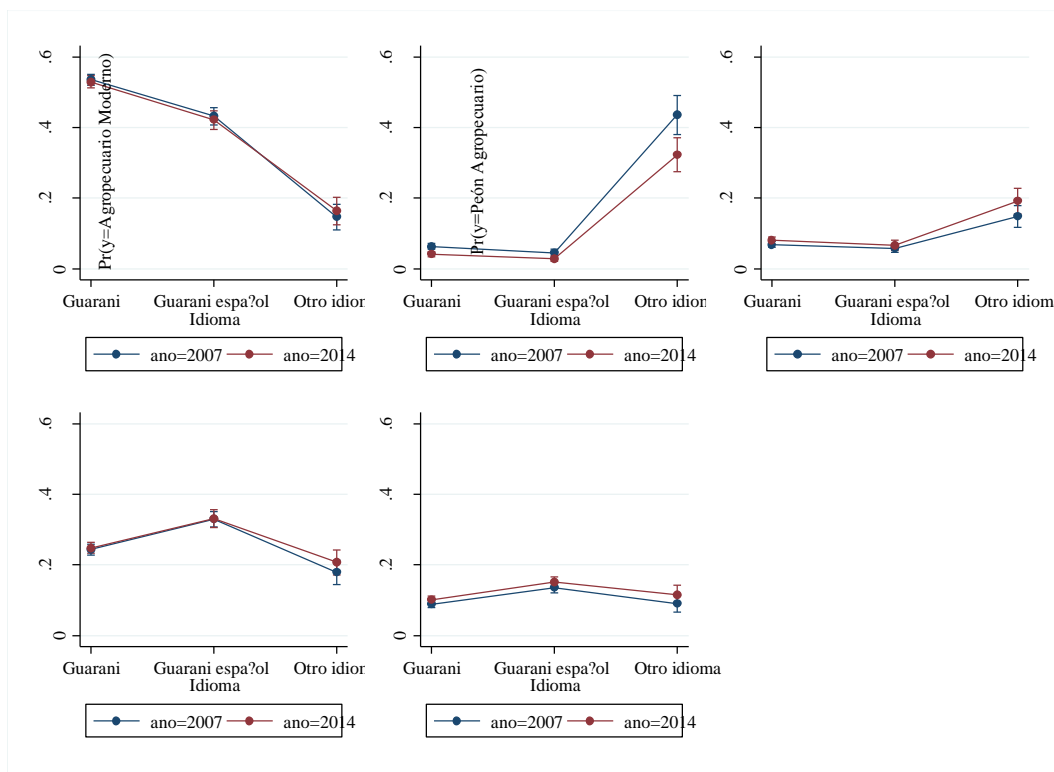 .6
.4
.2
0
Pr(y=Agropecuario Moderno)
Guarani Guarani espa?ol Otro idiom
Idioma
ano=2007 ano=2014
.6
.4
.2
0
Pr(y=Peón Agropecuario)
Guarani Guarani espa?ol Otro idiom
Idioma
ano=2007 ano=2014
.6
.4
.2
0
Guarani Guarani espa?ol Otro idiom
Idioma
ano=2007 ano=2014
.6
.4
.2
0
Guarani Guarani espa?ol Otro idiom
Idioma
ano=2007 ano=2014
.6
.4
.2
0
Guarani Guarani espa?ol Otro idioma
Idioma
ano=2007 ano=2014